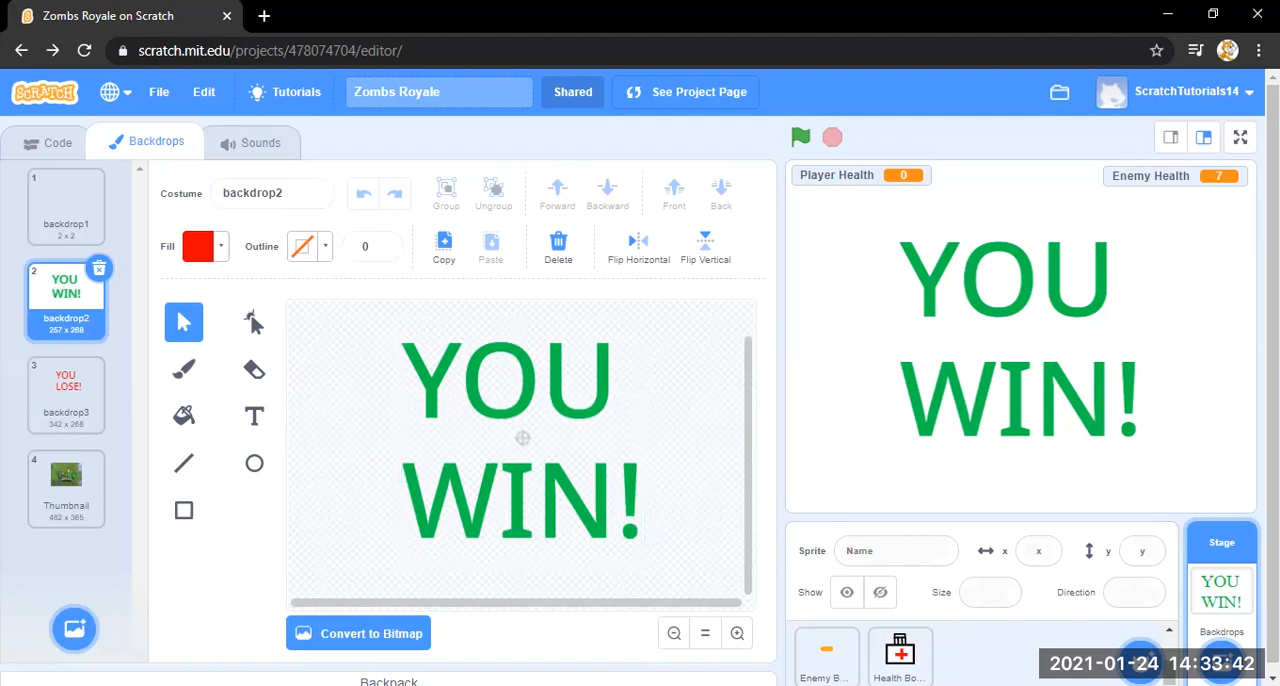 Zombs Royale on Scratch
scratch.mit.edu/projects/478074704/editor/
SCRATCH
File
Edit
Tutorials
Zombs Royale
Shared
See Project Page
ScratchTutorials14
Code
Backdrops
Sounds
1
backdrop1
2 x 2
2
YOU
WIN!
backdrop2
257 x 268
3
YOU
LOSE!
backdrop3
342 x 268
4
Thumbnail
482 x 365
Costume
backdrop2
Group
Ungroup
Forward
Backward
Front
Back
Fill
Outline
0
Copy
Paste
Delete
Flip Horizontal
Flip Vertical
T
YOU
WIN!
Convert to Bitmap
Backpack
Player Health 0
Enemy Health 7
YOU
WIN!
Sprite
Name
x
x
y
y
Show
Size
Direction
Stage
YOU
WIN!
Backdrops
Enemy B...
Health Bo...
2021-01-24 14:33:42